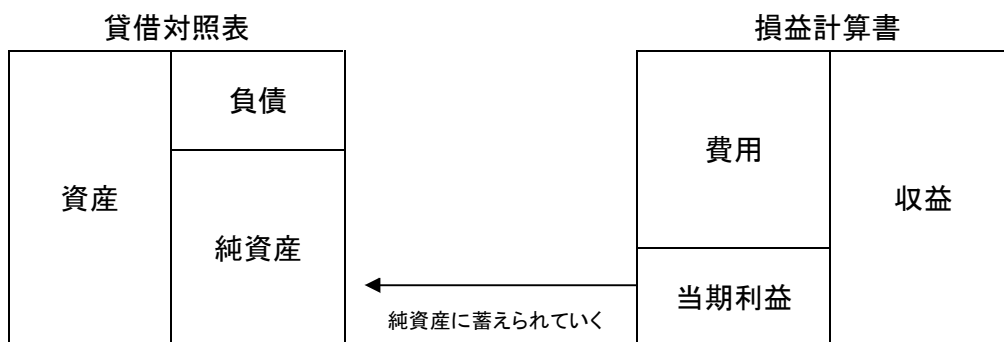 貸借対照表
資産
負債
純資産
純資産に蓄えられていく
損益計算書
費用
当期利益
収益